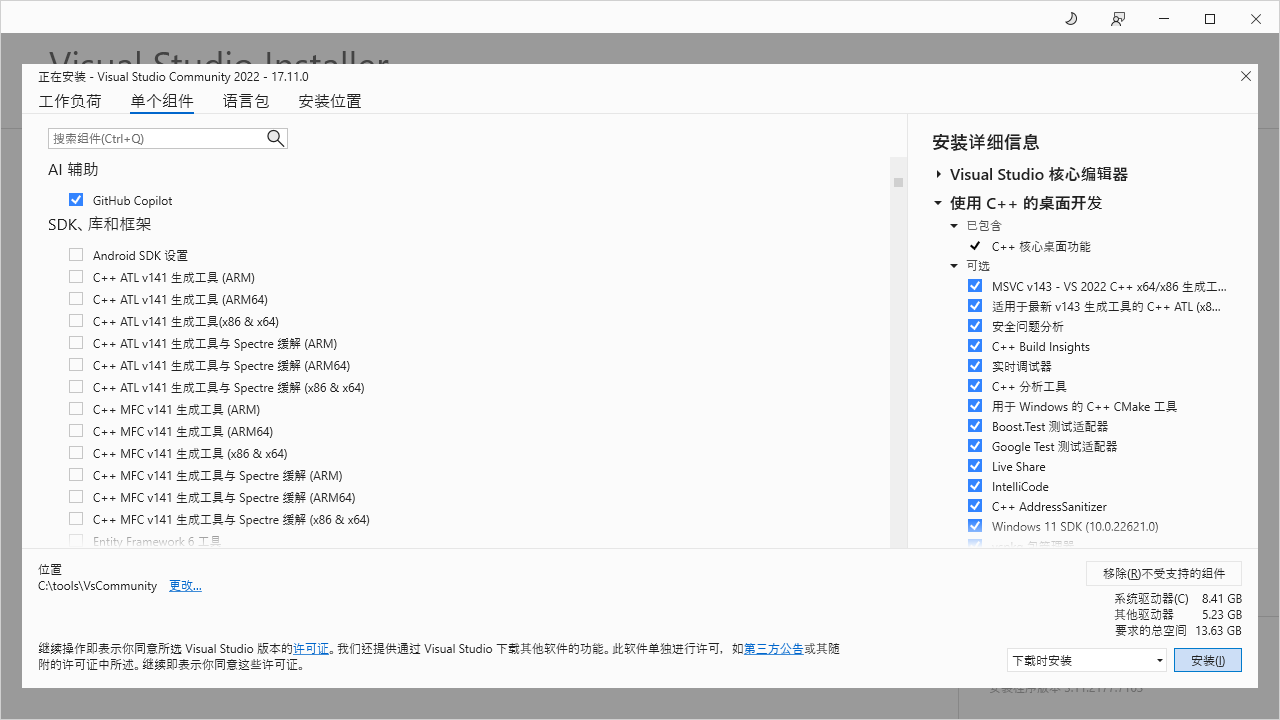 Visual Studio Installer
正在安装 - Visual Studio Community 2022 - 17.11.0
工作负荷 单个组件 语言包 安装位置
搜索组件(Ctrl+Q)
AI 辅助
GitHub Copilot
SDK、库和框架
Android SDK 设置
C++ ATL v141 生成工具 (ARM)
C++ ATL v141 生成工具 (ARM64)
C++ ATL v141 生成工具(x86 & x64)
C++ ATL v141 生成工具与 Spectre 缓解 (ARM)
C++ ATL v141 生成工具与 Spectre 缓解 (ARM64)
C++ ATL v141 生成工具与 Spectre 缓解 (x86 & x64)
C++ MFC v141 生成工具 (ARM)
C++ MFC v141 生成工具 (ARM64)
C++ MFC v141 生成工具 (x86 & x64)
C++ MFC v141 生成工具与 Spectre 缓解 (ARM)
C++ MFC v141 生成工具与 Spectre 缓解 (ARM64)
C++ MFC v141 生成工具与 Spectre 缓解 (x86 & x64)
Entity Framework 6 工具
安装详细信息
Visual Studio 核心编辑器
使用 C++ 的桌面开发
已包含
C++ 核心桌面功能
可选
MSVC v143 - VS 2022 C++ x64/x86 生成工...
适用于最新 v143 生成工具的 C++ ATL (x8...
安全问题分析
C++ Build Insights
实时调试器
C++ 分析工具
用于 Windows 的 C++ CMake 工具
Boost.Test 测试适配器
Google Test 测试适配器
Live Share
IntelliCode
C++ AddressSanitizer
Windows 11 SDK (10.0.22621.0)
vcpkg 包管理器
位置
C:\tools\VsCommunity 更改...
移除(R)不受支持的组件
系统驱动器(C) 8.41 GB
其他驱动器 5.23 GB
要求的总空间 13.63 GB
继续操作即表示你同意所选 Visual Studio 版本的许可证。我们还提供通过 Visual Studio 下载其他软件的功能。此软件单独进行许可，如第三方公告或其随
附的许可证中所述。继续即表示你同意这些许可证。
下载时安装
安装(I)
安装程序版本 3.11.2177.7163